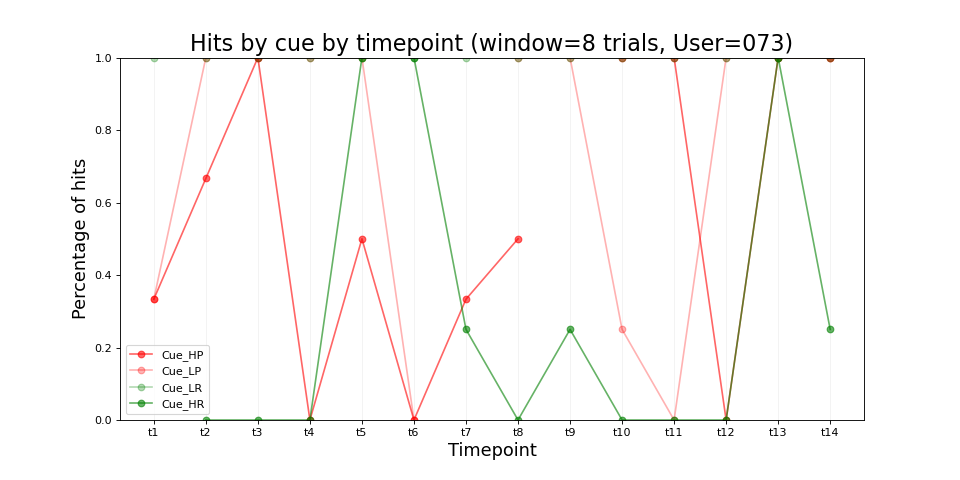 Hits by cue by timepoint (window=8 trials, User=073)
Percentage of hits
1.0
0.8
0.6
0.4
0.2
0.0
Cue_HP
Cue_LP
Cue_LR
Cue_HR
t1 t2 t3 t4 t5 t6 t7 t8 t9 t10 t11 t12 t13 t14
Timepoint